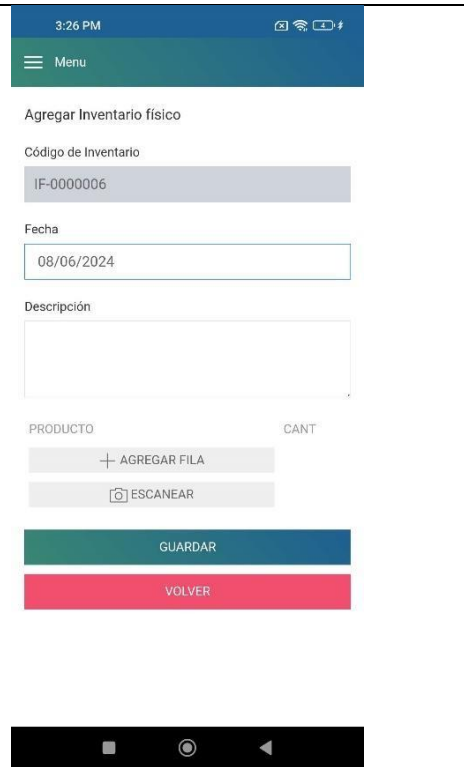 3:26 PM
4
Menu
Agregar Inventario físico
Código de Inventario
IF-0000006
Fecha
08/06/2024
Descripción
PRODUCTO CANT
AGREGAR FILA
ESCANEAR
GUARDAR
VOLVER